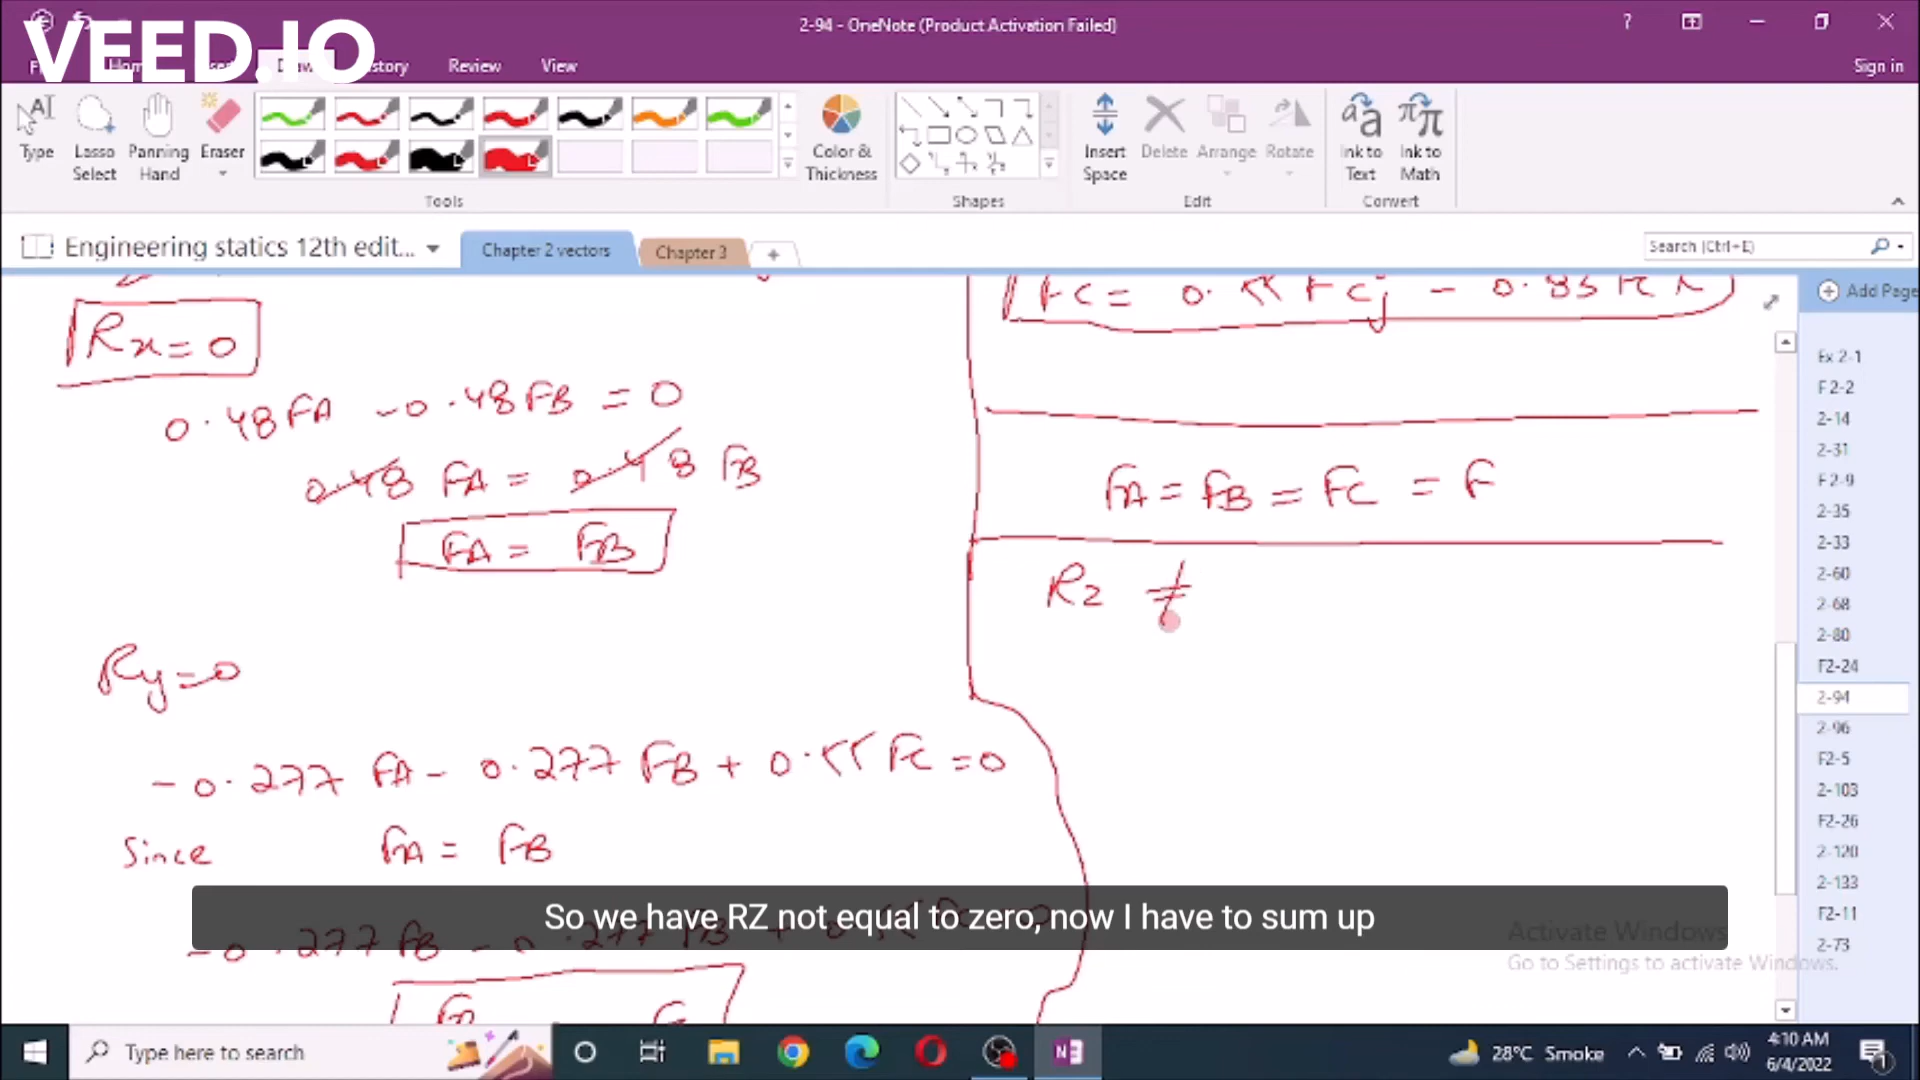 VEED.IO
2-94 - OneNote (Product Activation Failed)
?
History Review View
Sign in
Type
Lasso Select
Panning Hand
Eraser
Color & Thickness
Insert Space
Delete
Arrange
Rotate
Ink to Text
Ink to Math
Tools
Shapes
Edit
Convert
Engineering statics 12th edit...
Chapter 2 vectors
Chapter 3
+
Search (Ctrl+E)
Add Page
Rx = 0
0.48 FA - 0.48 FB = 0
0.48 FA = 0.48 FB
FA = FB
Ry = 0
- 0.277 FA - 0.277 FB + 0.55 FC = 0
Since FA = FB
FA = FB = FC = F
Rz ≠
So we have RZ not equal to zero, now I have to sum up
Ex 2-1
F 2-2
2-14
2-31
F 2-9
2-35
2-33
2-60
2-68
2-80
F2-24
2-94
2-96
F2-5
2-103
F2-26
2-120
2-133
F2-11
2-73
Activate Windows
Go to Settings to activate Windows.
Type here to search
28°C Smoke
4:10 AM
6/4/2022